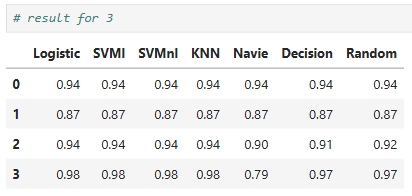 # result for 3
Logistic SVMl SVMnl KNN Navie Decision Random
0 0.94 0.94 0.94 0.94 0.94 0.94 0.94
1 0.87 0.87 0.87 0.87 0.87 0.87 0.87
2 0.94 0.94 0.94 0.94 0.90 0.91 0.92
3 0.98 0.98 0.98 0.98 0.79 0.97 0.97